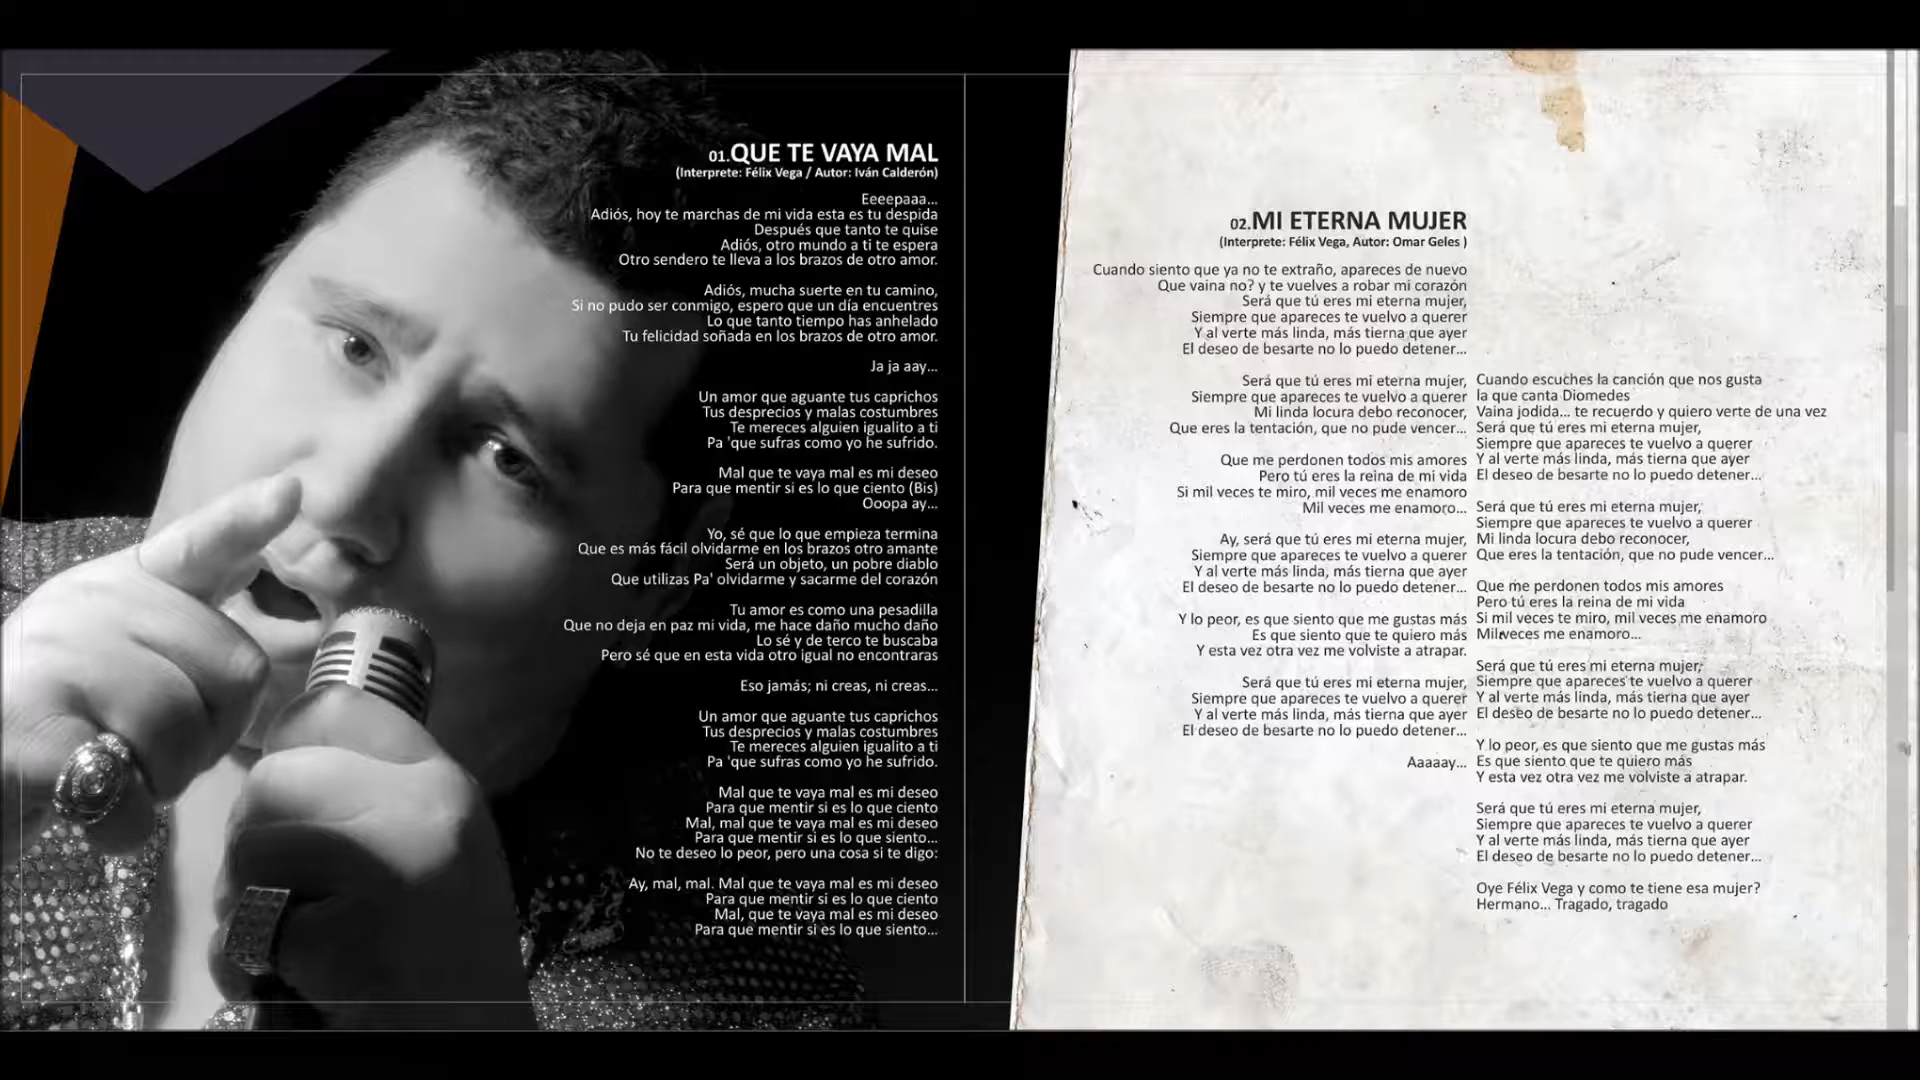 01.QUE TE VAYA MAL
(Interprete: Félix Vega / Autor: Iván Calderón)
Eeeepaaa...
Adiós, hoy te marchas de mi vida esta es tu despida
Después que tanto te quise
Adiós, otro mundo a ti te espera
Otro sendero te lleva a los brazos de otro amor.
Adiós, mucha suerte en tu camino,
Si no pudo ser conmigo, espero que un día encuentres
Lo que tanto tiempo has anhelado
Tu felicidad soñada en los brazos de otro amor.
Ja ja aay...
Un amor que aguante tus caprichos
Tus desprecios y malas costumbres
Te mereces alguien igualito a ti
Pa 'que sufras como yo he sufrido.
Mal que te vaya mal es mi deseo
Para que mentir si es lo que ciento (Bis)
Ooopa ay...
Yo, sé que lo que empieza termina
Que es más fácil olvidarme en los brazos otro amante
Será un objeto, un pobre diablo
Que utilizas Pa' olvidarme y sacarme del corazón
Tu amor es como una pesadilla
Que no deja en paz mi vida, me hace daño mucho daño
Lo sé y de terco te buscaba
Pero sé que en esta vida otro igual no encontraras
Eso jamás; ni creas, ni creas...
Un amor que aguante tus caprichos
Tus desprecios y malas costumbres
Te mereces alguien igualito a ti
Pa 'que sufras como yo he sufrido.
Mal que te vaya mal es mi deseo
Para que mentir si es lo que ciento
Mal, mal que te vaya mal es mi deseo
Para que mentir si es lo que siento...
No te deseo lo peor, pero una cosa si te digo:
Ay, mal, mal. Mal que te vaya mal es mi deseo
Para que mentir si es lo que ciento
Mal, que te vaya mal es mi deseo
Para que mentir si es lo que siento...
02.MI ETERNA MUJER
(Interprete: Félix Vega, Autor: Omar Geles )
Cuando siento que ya no te extraño, apareces de nuevo
Que vaina no? y te vuelves a robar mi corazón
Será que tú eres mi eterna mujer,
Siempre que apareces te vuelvo a querer
Y al verte más linda, más tierna que ayer
El deseo de besarte no lo puedo detener...
Será que tú eres mi eterna mujer,
Siempre que apareces te vuelvo a querer
Mi linda locura debo reconocer,
Que eres la tentación, que no pude vencer...
Que me perdonen todos mis amores
Pero tú eres la reina de mi vida
Si mil veces te miro, mil veces me enamoro
Mil veces me enamoro...
Ay, será que tú eres mi eterna mujer,
Siempre que apareces te vuelvo a querer
Y al verte más linda, más tierna que ayer
El deseo de besarte no lo puedo detener...
Y lo peor, es que siento que me gustas más
Es que siento que te quiero más
Y esta vez otra vez me volviste a atrapar.
Será que tú eres mi eterna mujer,
Siempre que apareces te vuelvo a querer
Y al verte más linda, más tierna que ayer
El deseo de besarte no lo puedo detener...
Aaaaay...
Cuando escuches la canción que nos gusta
la que canta Diomedes
Vaina jodida... te recuerdo y quiero verte de una vez
Será que tú eres mi eterna mujer,
Siempre que apareces te vuelvo a querer
Y al verte más linda, más tierna que ayer
El deseo de besarte no lo puedo detener...
Será que tú eres mi eterna mujer,
Siempre que apareces te vuelvo a querer
Mi linda locura debo reconocer,
Que eres la tentación, que no pude vencer...
Que me perdonen todos mis amores
Pero tú eres la reina de mi vida
Si mil veces te miro, mil veces me enamoro
Mil veces me enamoro...
Será que tú eres mi eterna mujer,
Siempre que apareces te vuelvo a querer
Y al verte más linda, más tierna que ayer
El deseo de besarte no lo puedo detener...
Y lo peor, es que siento que me gustas más
Es que siento que te quiero más
Y esta vez otra vez me volviste a atrapar.
Será que tú eres mi eterna mujer,
Siempre que apareces te vuelvo a querer
Y al verte más linda, más tierna que ayer
El deseo de besarte no lo puedo detener...
Oye Félix Vega y como te tiene esa mujer?
Hermano... Tragado, tragado